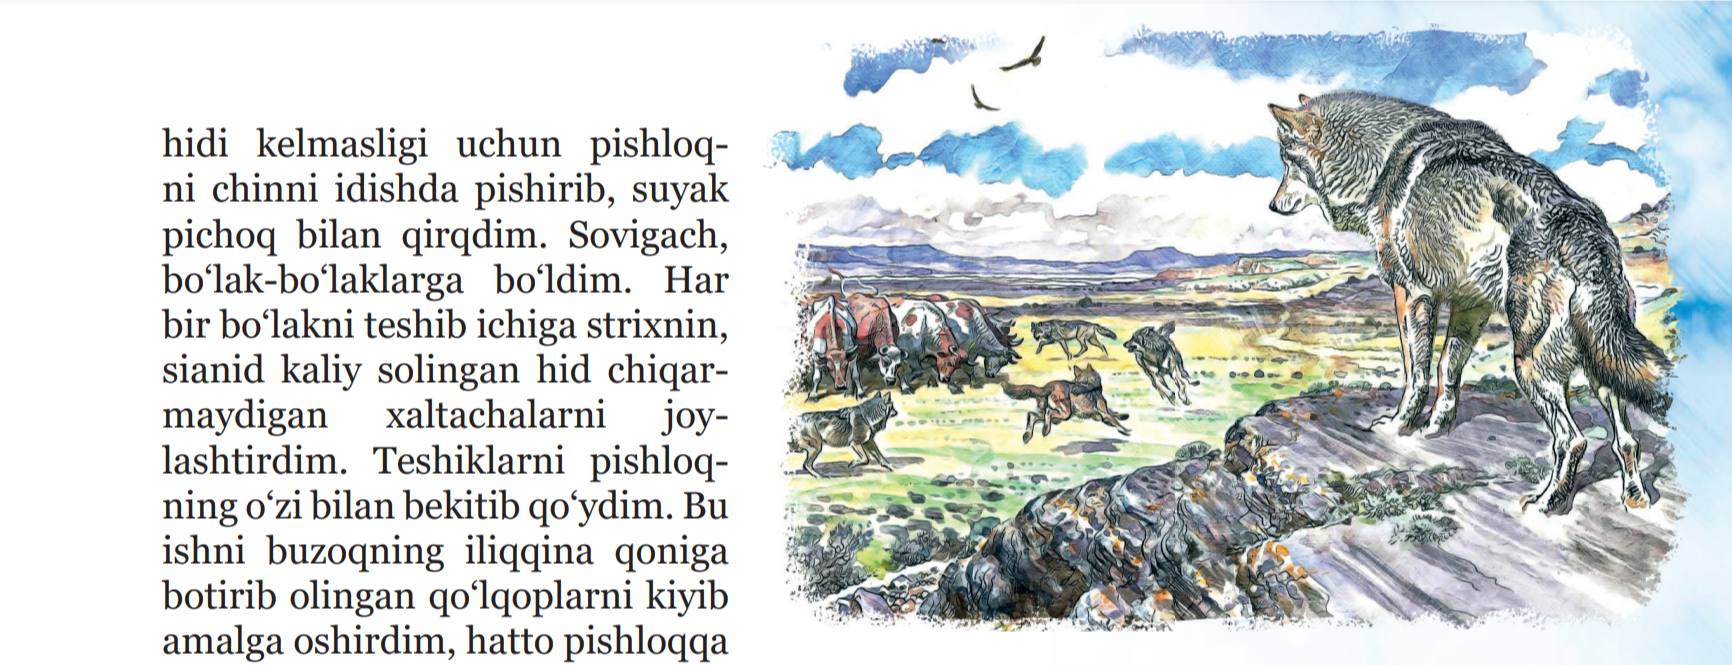 hidi kelmasligi uchun pishloq-
ni chinni idishda pishirib, suyak
pichoq bilan qirqdim. Sovigach,
bo‘lak-bo‘laklarga bo‘ldim. Har
bir bo‘lakni teshib ichiga strixnin,
sianid kaliy solingan hid chiqar-
maydigan xaltachalarni joy-
lashtirdim. Teshiklarni pishloq-
ning o‘zi bilan bekitib qo‘ydim. Bu
ishni buzoqning iliqqina qoniga
botirib olingan qo‘lqoplarni kiyib
amalga oshirdim, hatto pishloqqa